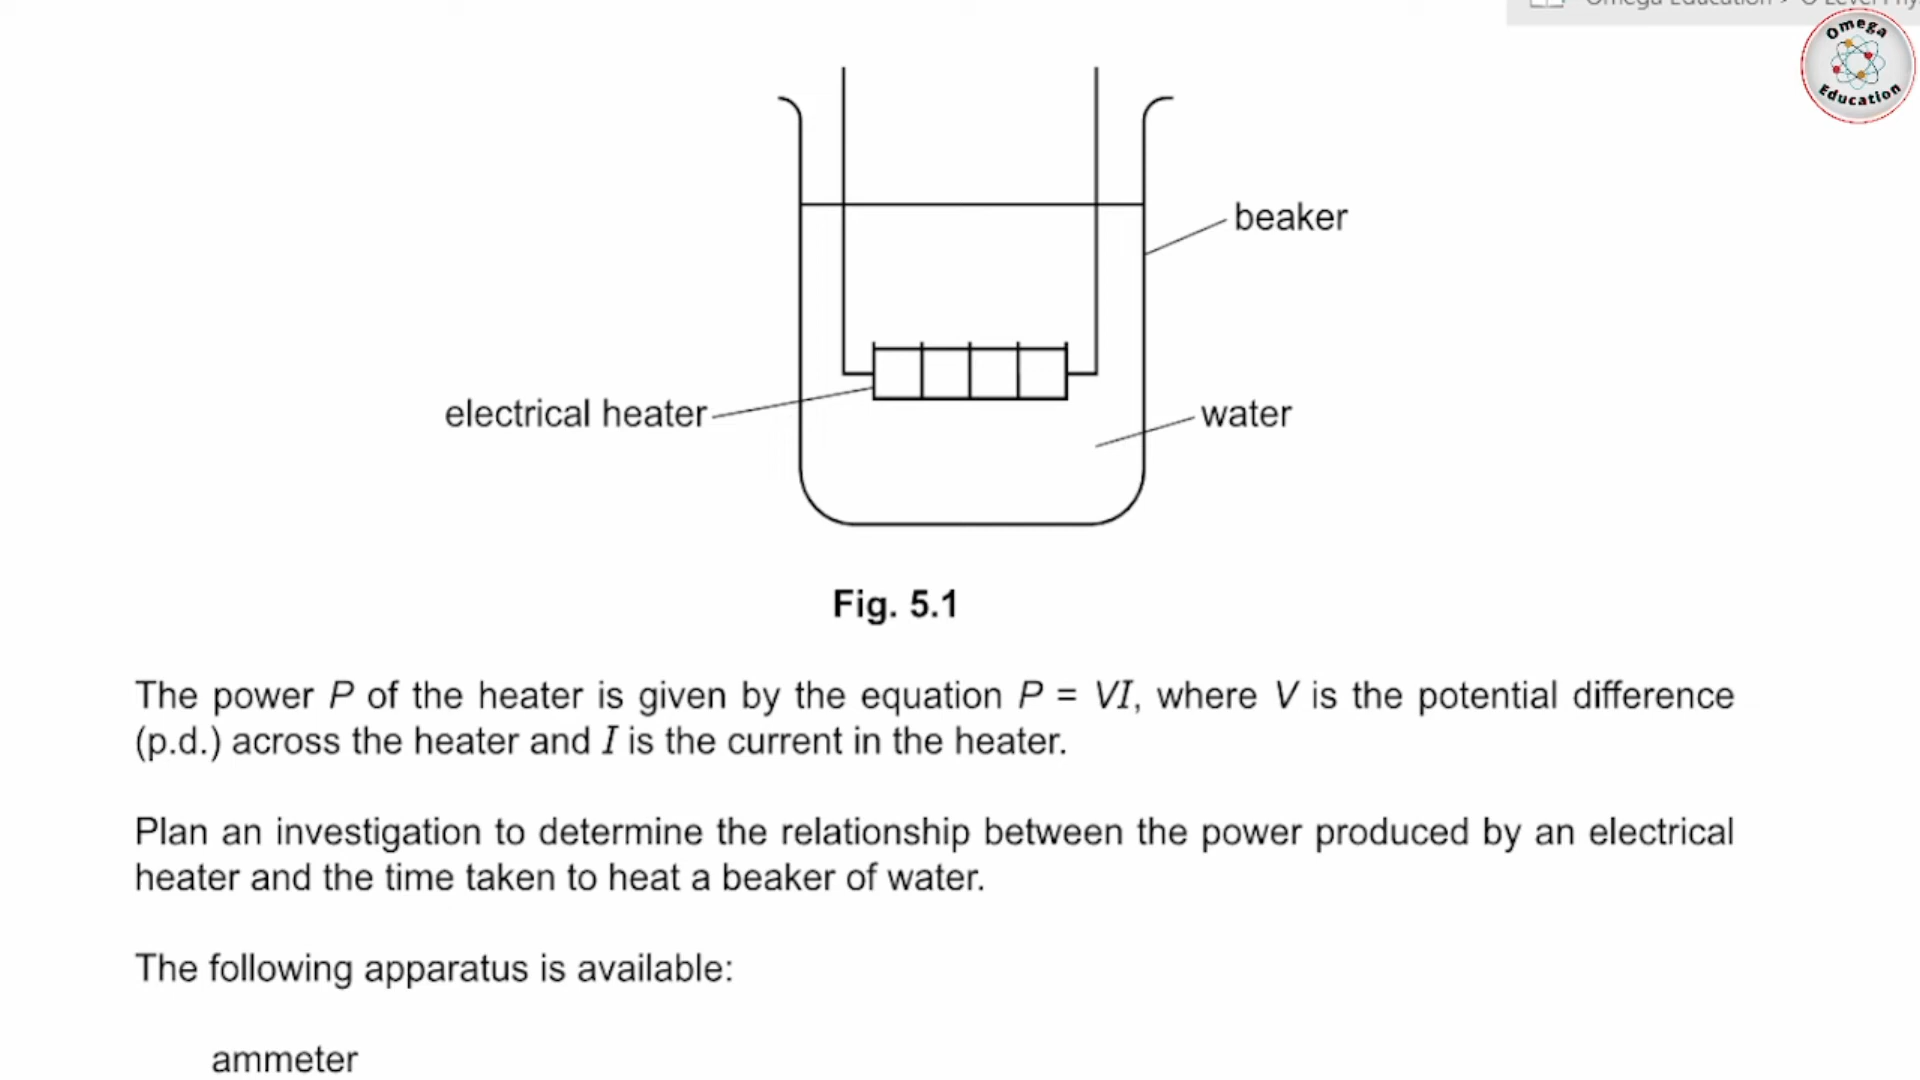 Omega Education
beaker
electrical heater
water
Fig. 5.1
The power P of the heater is given by the equation P = VI, where V is the potential difference
(p.d.) across the heater and I is the current in the heater.
Plan an investigation to determine the relationship between the power produced by an electrical
heater and the time taken to heat a beaker of water.
The following apparatus is available:
ammeter